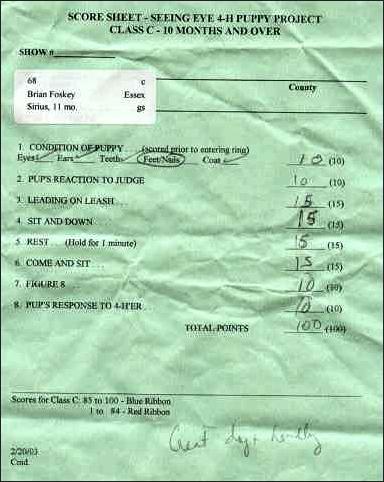 SCORE SHEET - SEEING EYE 4-H PUPPY PROJECT
CLASS C - 10 MONTHS AND OVER
SHOW #
68 c
Brian Foskey Essex
Sirius, 11 mo. gs
County
1. CONDITION OF PUPPY . . . (scored prior to entering ring)
Eyes ✓ Ears ✓ Teeth Feet/Nails Coat ✓ 10 (10)
2. PUP'S REACTION TO JUDGE 10 (10)
3. LEADING ON LEASH . . . 15 (15)
4. SIT AND DOWN . . . 15 (15)
5. REST . . . (Hold for 1 minute) 15 (15)
6. COME AND SIT . . . 15 (15)
7. FIGURE 8 . . . 10 (10)
8. PUP'S RESPONSE TO 4-H'ER . . . 10 (10)
TOTAL POINTS 100 (100)
Scores for Class C: 85 to 100 - Blue Ribbon
1 to 84 - Red Ribbon
Great
2/20/03
Cmd.